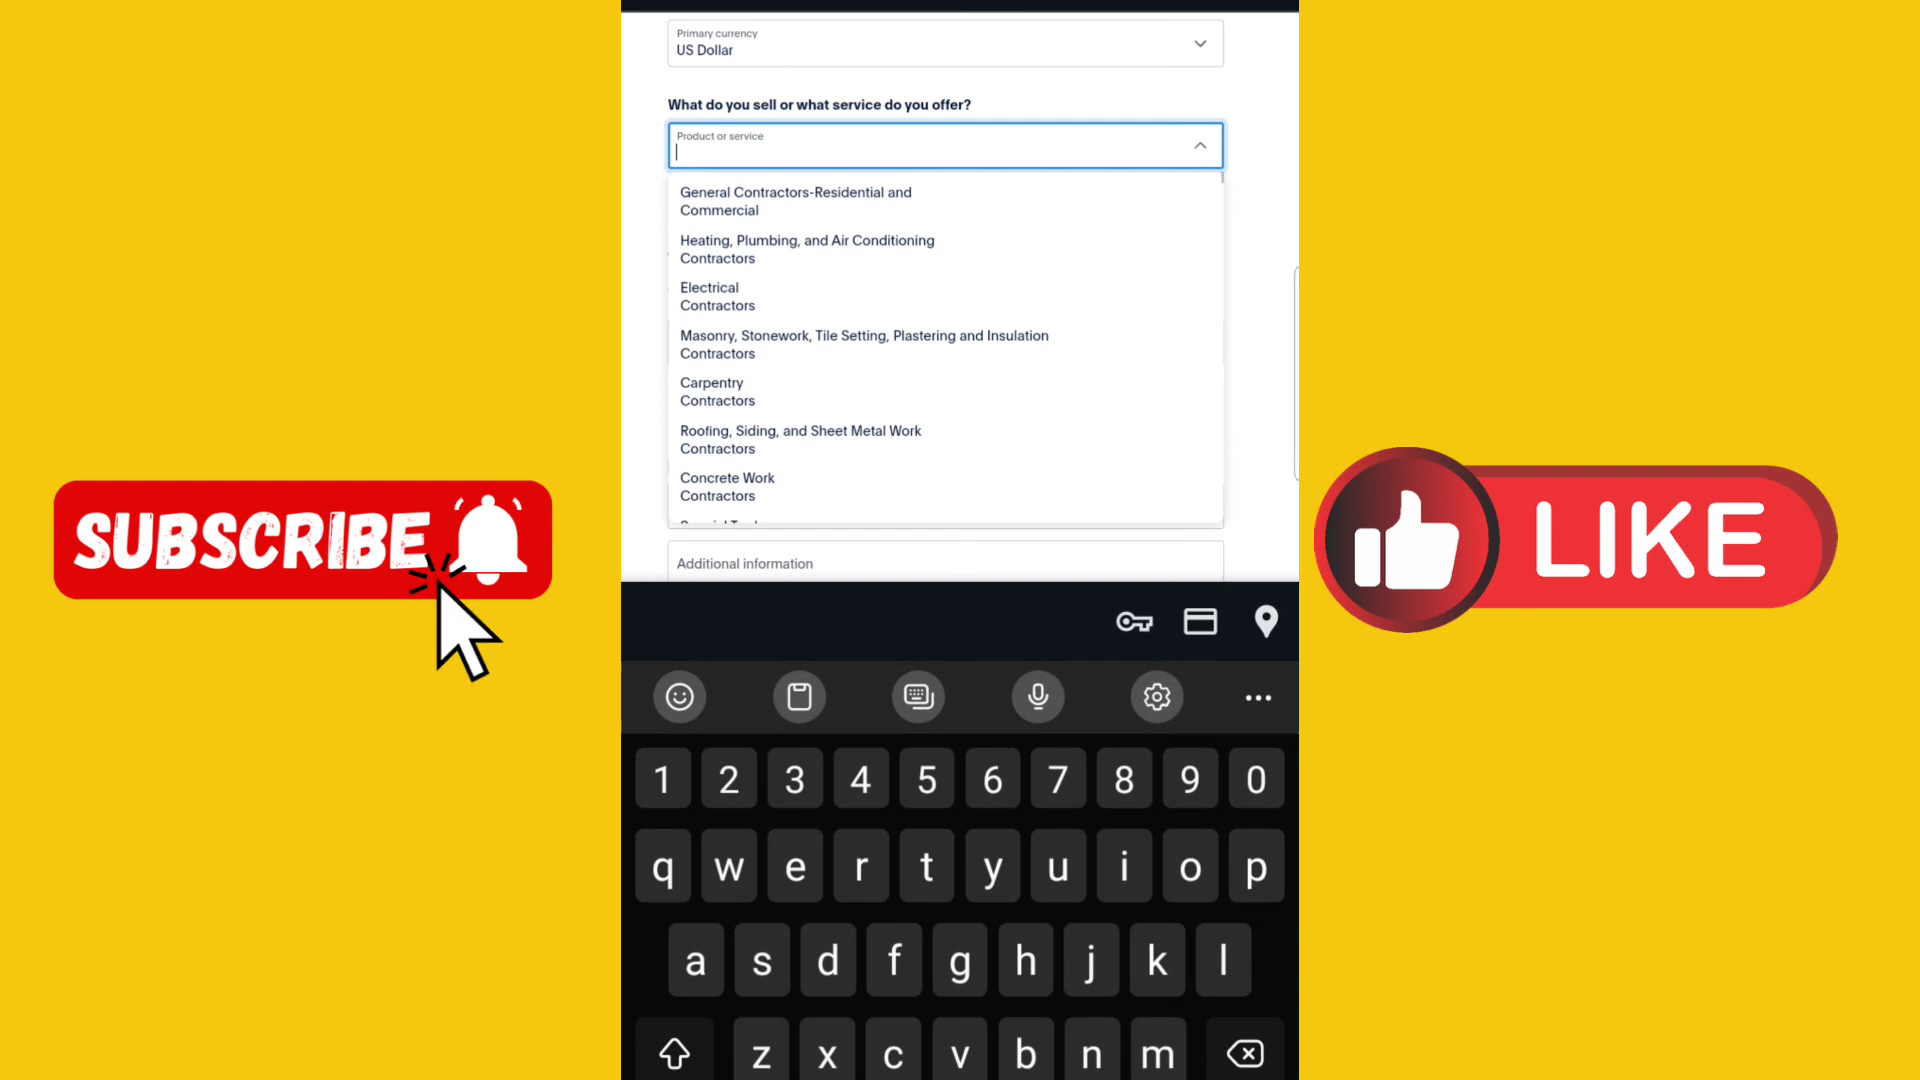 Primary currency
US Dollar
What do you sell or what service do you offer?
Product or service
General Contractors-Residential and
Commercial
Heating, Plumbing, and Air Conditioning
Contractors
Electrical
Contractors
Masonry, Stonework, Tile Setting, Plastering and Insulation
Contractors
Carpentry
Contractors
Roofing, Siding, and Sheet Metal Work
Contractors
Concrete Work
Contractors
Additional information
SUBSCRIBE
LIKE
1 2 3 4 5 6 7 8 9 0
q w e r t y u i o p
a s d f g h j k l
z x c v b n m